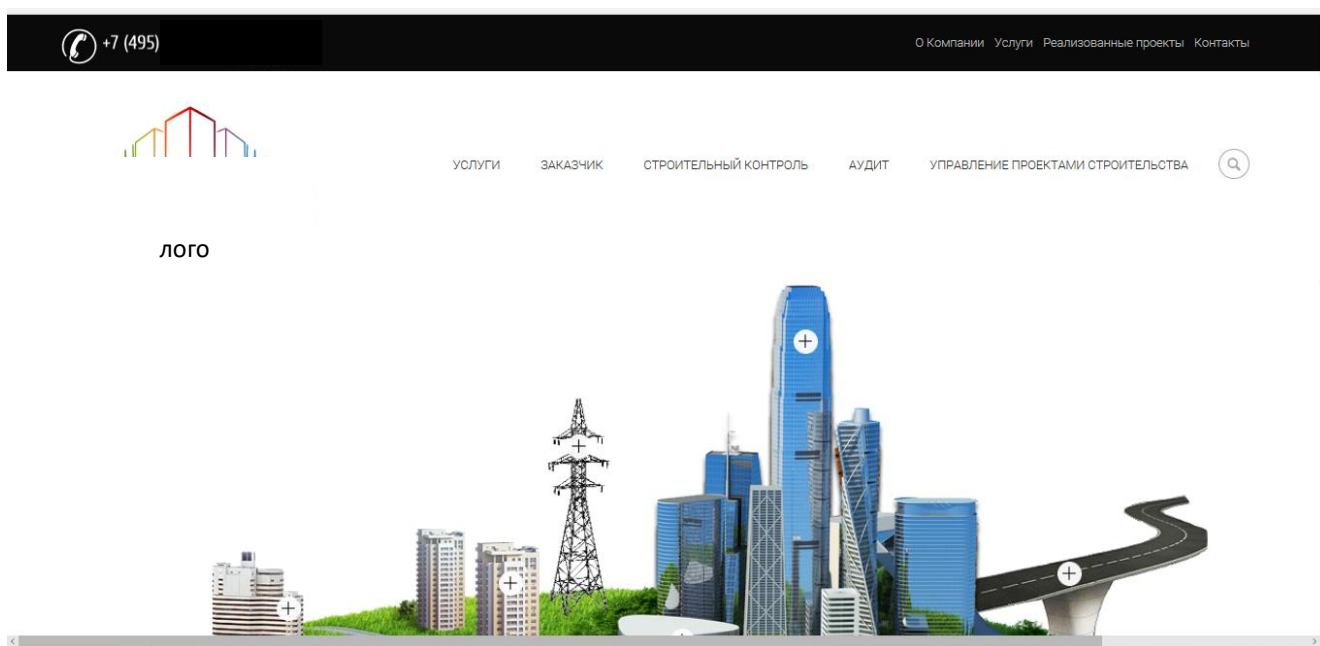 +7 (495)
О Компании Услуги Реализованные проекты Контакты
УСЛУГИ ЗАКАЗЧИК СТРОИТЕЛЬНЫЙ КОНТРОЛЬ АУДИТ УПРАВЛЕНИЕ ПРОЕКТАМИ СТРОИТЕЛЬСТВА
лого